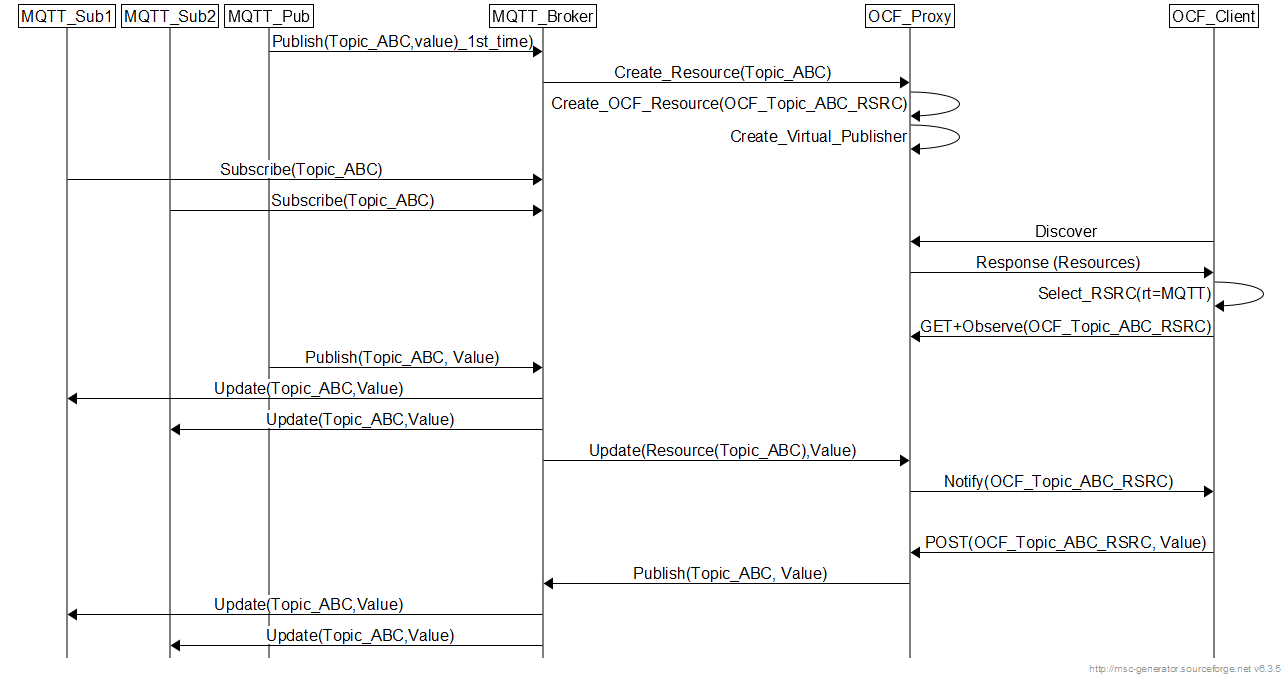 MQTT_Sub1 MQTT_Sub2 MQTT_Pub MQTT_Broker OCF_Proxy OCF_Client
Publish(Topic_ABC,value)_1st_time)
Create_Resource(Topic_ABC)
Create_OCF_Resource(OCF_Topic_ABC_RSRC)
Create_Virtual_Publisher
Subscribe(Topic_ABC)
Subscribe(Topic_ABC)
Discover
Response (Resources)
Select_RSRC(rt=MQTT)
GET+Observe(OCF_Topic_ABC_RSRC)
Publish(Topic_ABC, Value)
Update(Topic_ABC,Value)
Update(Topic_ABC,Value)
Update(Resource(Topic_ABC),Value)
Notify(OCF_Topic_ABC_RSRC)
POST(OCF_Topic_ABC_RSRC, Value)
Publish(Topic_ABC, Value)
Update(Topic_ABC,Value)
Update(Topic_ABC,Value)
http://msc-generator.sourceforge.net v6.3.5